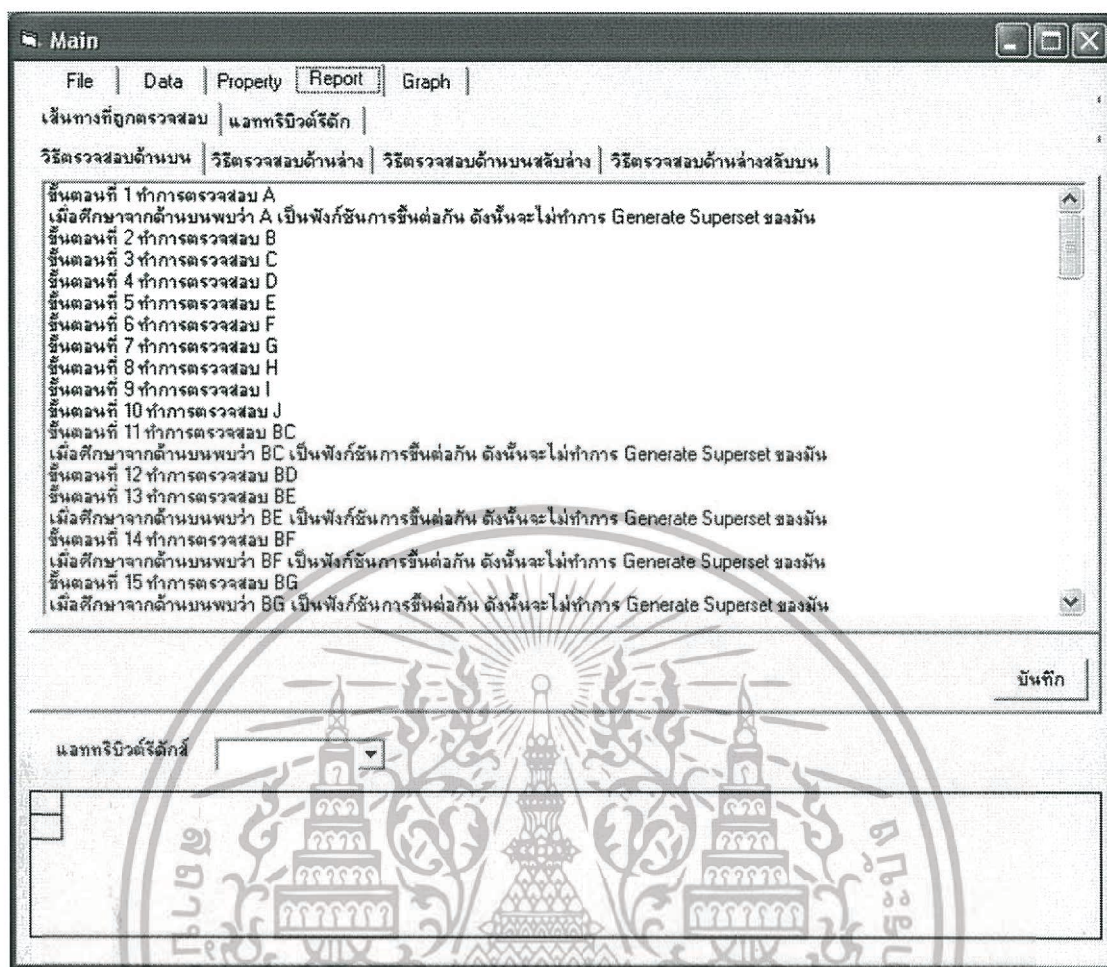 Main
File Data Property Report Graph
เส้นทางที่ถูกตรวจสอบ แอททริบิวต์รีดัก
วิธีตรวจสอบด้านบน วิธีตรวจสอบด้านล่าง วิธีตรวจสอบด้านบนสลับล่าง วิธีตรวจสอบด้านล่างสลับบน
ขั้นตอนที่ 1 ทำการตรวจสอบ A
เมื่อศึกษาจากด้านบนพบว่า A เป็นฟังก์ชันการขึ้นต่อกัน ดังนั้นจะไม่ทำการ Generate Superset ของมัน
ขั้นตอนที่ 2 ทำการตรวจสอบ B
ขั้นตอนที่ 3 ทำการตรวจสอบ C
ขั้นตอนที่ 4 ทำการตรวจสอบ D
ขั้นตอนที่ 5 ทำการตรวจสอบ E
ขั้นตอนที่ 6 ทำการตรวจสอบ F
ขั้นตอนที่ 7 ทำการตรวจสอบ G
ขั้นตอนที่ 8 ทำการตรวจสอบ H
ขั้นตอนที่ 9 ทำการตรวจสอบ I
ขั้นตอนที่ 10 ทำการตรวจสอบ J
ขั้นตอนที่ 11 ทำการตรวจสอบ BC
เมื่อศึกษาจากด้านบนพบว่า BC เป็นฟังก์ชันการขึ้นต่อกัน ดังนั้นจะไม่ทำการ Generate Superset ของมัน
ขั้นตอนที่ 12 ทำการตรวจสอบ BD
ขั้นตอนที่ 13 ทำการตรวจสอบ BE
เมื่อศึกษาจากด้านบนพบว่า BE เป็นฟังก์ชันการขึ้นต่อกัน ดังนั้นจะไม่ทำการ Generate Superset ของมัน
ขั้นตอนที่ 14 ทำการตรวจสอบ BF
เมื่อศึกษาจากด้านบนพบว่า BF เป็นฟังก์ชันการขึ้นต่อกัน ดังนั้นจะไม่ทำการ Generate Superset ของมัน
ขั้นตอนที่ 15 ทำการตรวจสอบ BG
เมื่อศึกษาจากด้านบนพบว่า BG เป็นฟังก์ชันการขึ้นต่อกัน ดังนั้นจะไม่ทำการ Generate Superset ของมัน
บันทึก
แอททริบิวต์รีดักส์